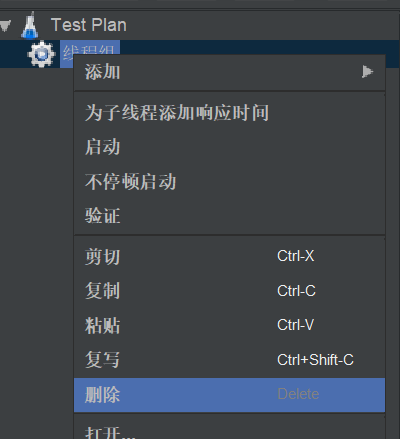 Test Plan
线程组
添加
为子线程添加响应时间
启动
不停顿启动
验证
剪切 Ctrl-X
复制 Ctrl-C
粘贴 Ctrl-V
复写 Ctrl+Shift-C
删除 Delete
打开...